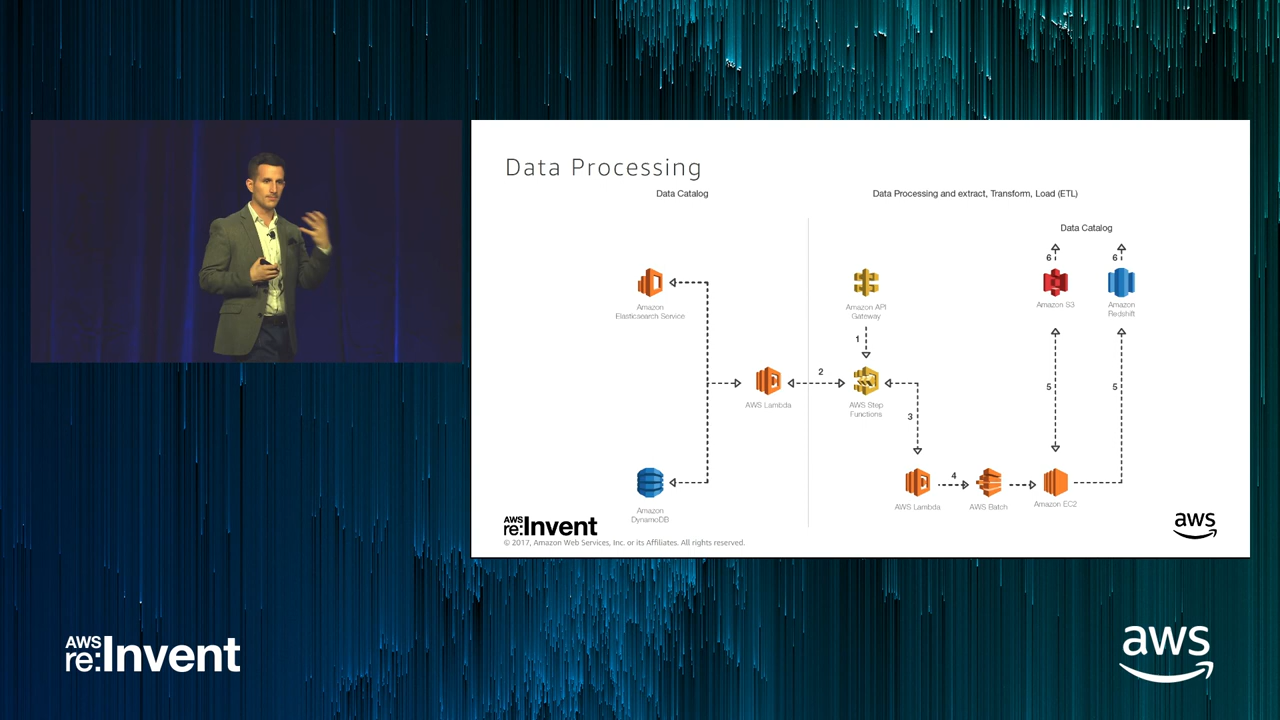 Data Processing
Data Catalog
Data Processing and extract, Transform, Load (ETL)
Data Catalog
6
6
Amazon
Elasticsearch Service
Amazon API
Gateway
Amazon S3
Amazon
Redshift
1
2
AWS Lambda
AWS Step
Functions
3
5
5
4
AWS Lambda
AWS Batch
Amazon EC2
Amazon
DynamoDB
AWS
re:Invent
aws
© 2017, Amazon Web Services, Inc. or its Affiliates. All rights reserved.
AWS
re:Invent
aws